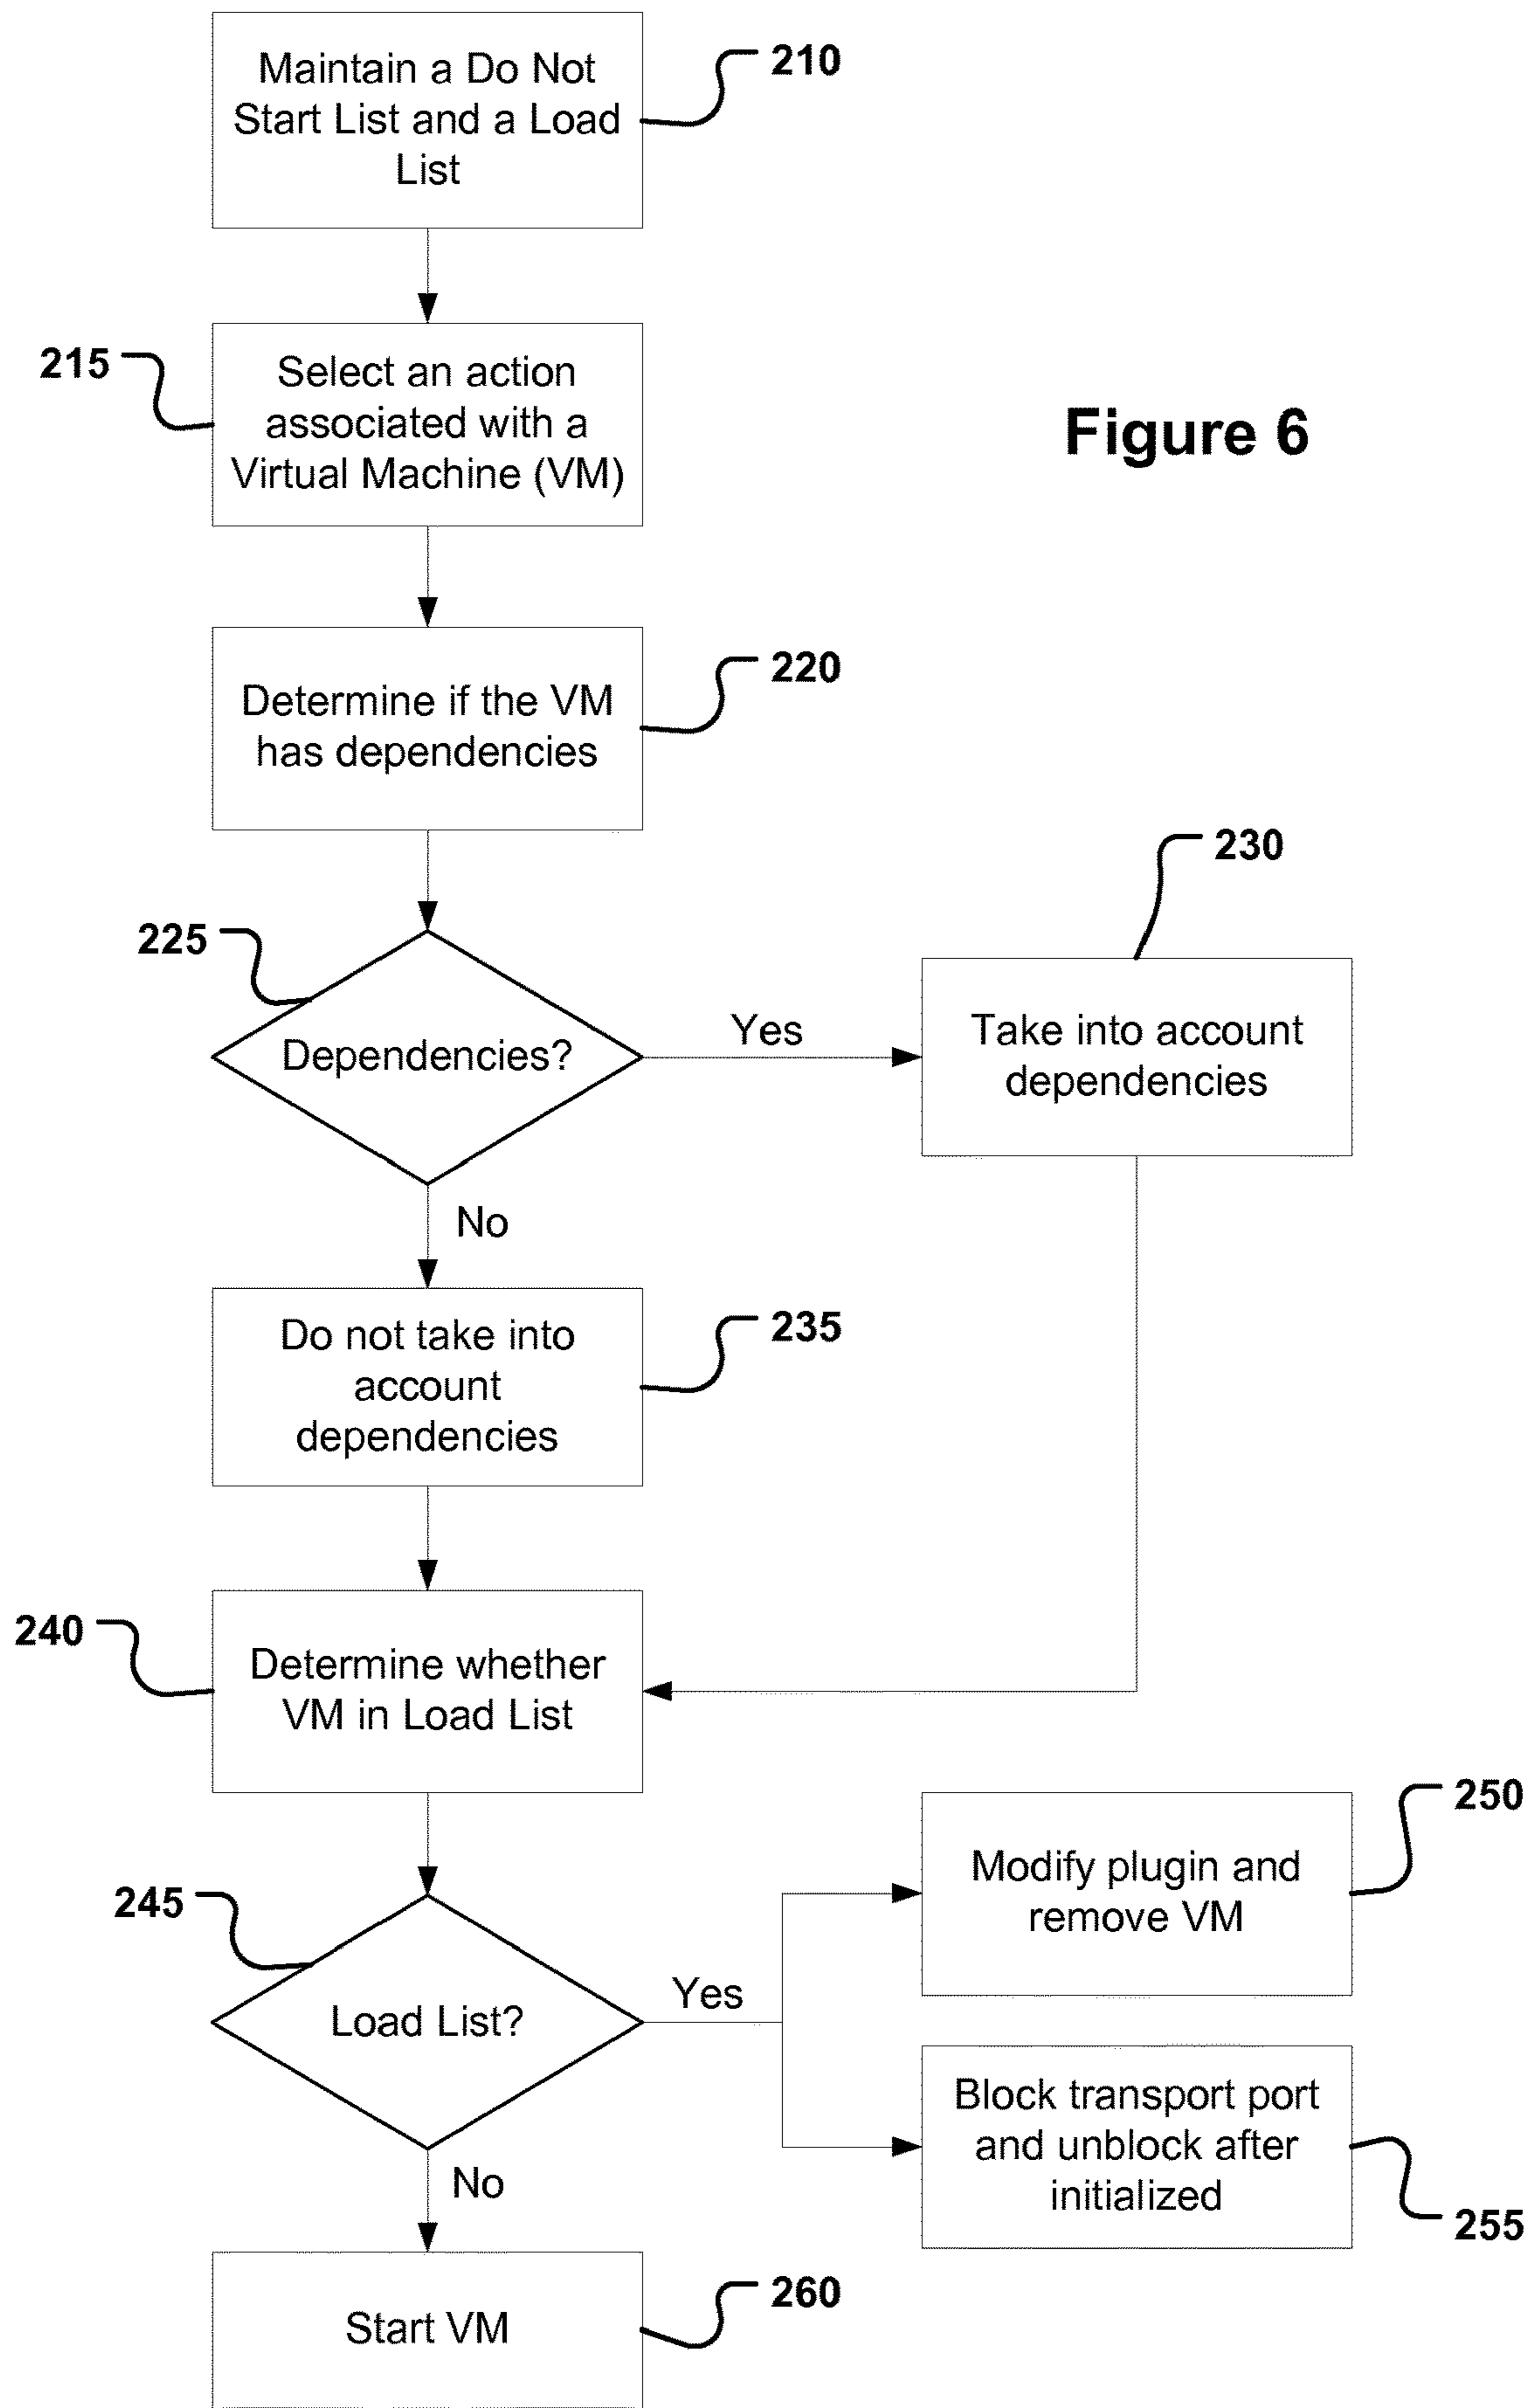 Maintain a Do Not
Start List and a Load
List
210
215
Select an action
associated with a
Virtual Machine (VM)
Figure 6
Determine if the VM
has dependencies
220
225
Dependencies?
Yes
230
Take into account
dependencies
No
Do not take into
account
dependencies
235
240
Determine whether
VM in Load List
245
Load List?
Yes
Modify plugin and
remove VM
250
Block transport port
and unblock after
initialized
255
No
Start VM
260